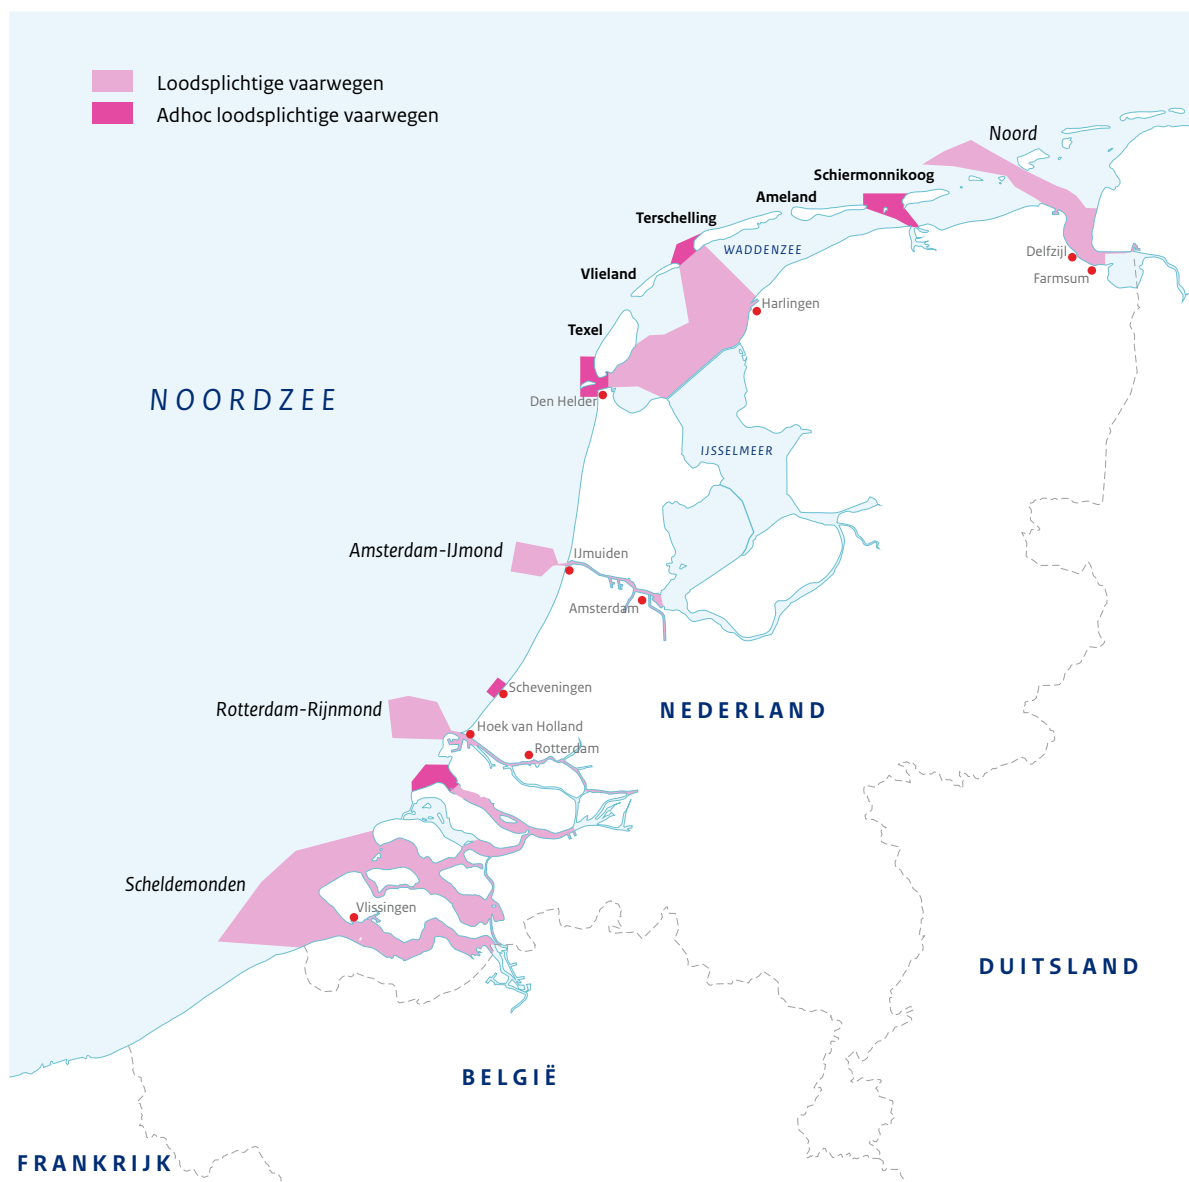 Loodsplichtige vaarwegen
Adhoc loodsplichtige vaarwegen
Noord
Schiermonnikoog
Ameland
Terschelling
WADDENZEE
Delfzijl
Vlieland
Farmsum
Harlingen
Texel
NOORDZEE
Den Helder
IJSSELMEER
Amsterdam-IJmond
IJmuiden
Amsterdam
Scheveningen
Rotterdam-Rijnmond
NEDERLAND
Hoek van Holland
Rotterdam
Scheldemonden
Vlissingen
DUITSLAND
BELGIË
FRANKRIJK